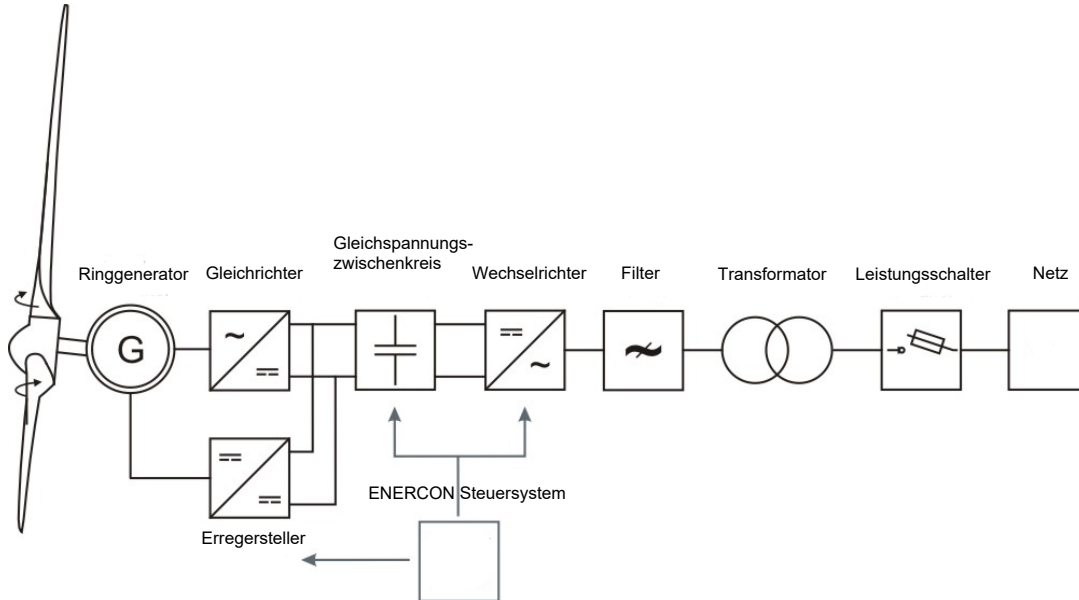 Gleichspannungs-
zwischenkreis
Ringgenerator
Gleichrichter
Wechselrichter
Filter
Transformator
Leistungsschalter
Netz
G
ENERCON Steuersystem
Erregersteller